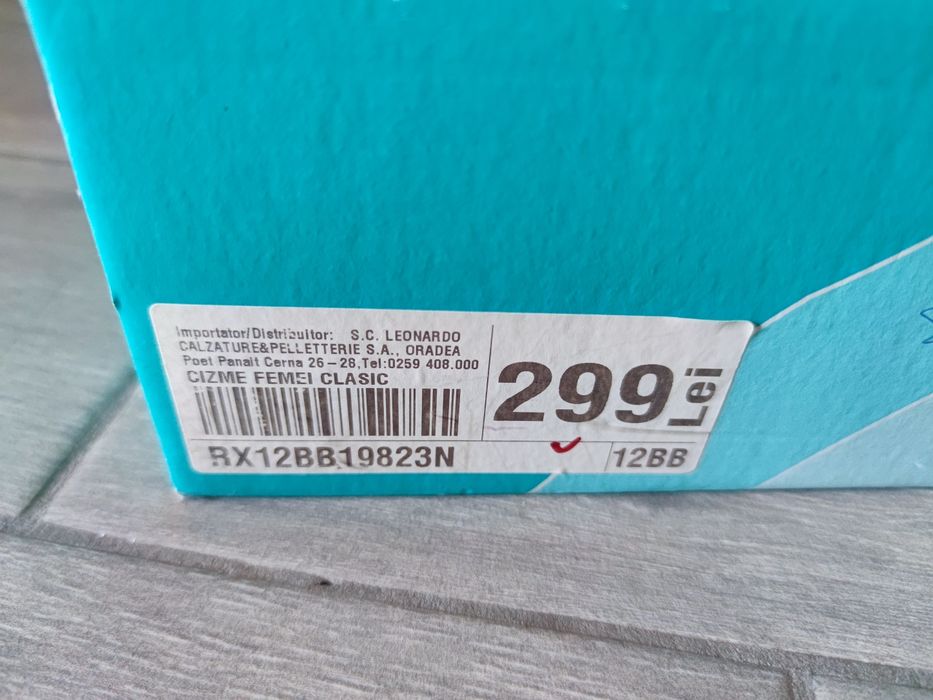 Importator/Distribuitor: S.C. LEONARDO
CALZATURE&PELLETTERIE S.A., ORADEA
Poet Panait Cerna 26-28,Tel:0259 408.000
CIZME FEMEI CLASIC
299 Lei
RX12BB19823N
12BB